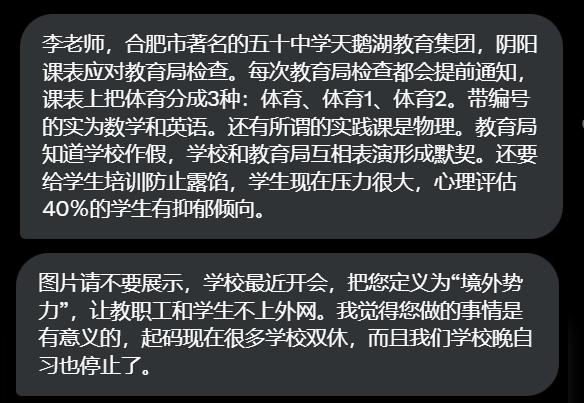 李老师，合肥市著名的五十中学天鹅湖教育集团，阴阳
课表应对教育局检查。每次教育局检查都会提前通知，
课表上把体育分成3种：体育、体育1、体育2。带编号
的实为数学和英语。还有所谓的实践课是物理。教育局
知道学校作假，学校和教育局互相表演形成默契。还要
给学生培训防止露馅，学生现在压力很大，心理评估
40%的学生有抑郁倾向。
图片请不要展示，学校最近开会，把您定义为“境外势
力”，让教职工和学生不上外网。我觉得您做的事情是
有意义的，起码现在很多学校双休，而且我们学校晚自
习也停止了。